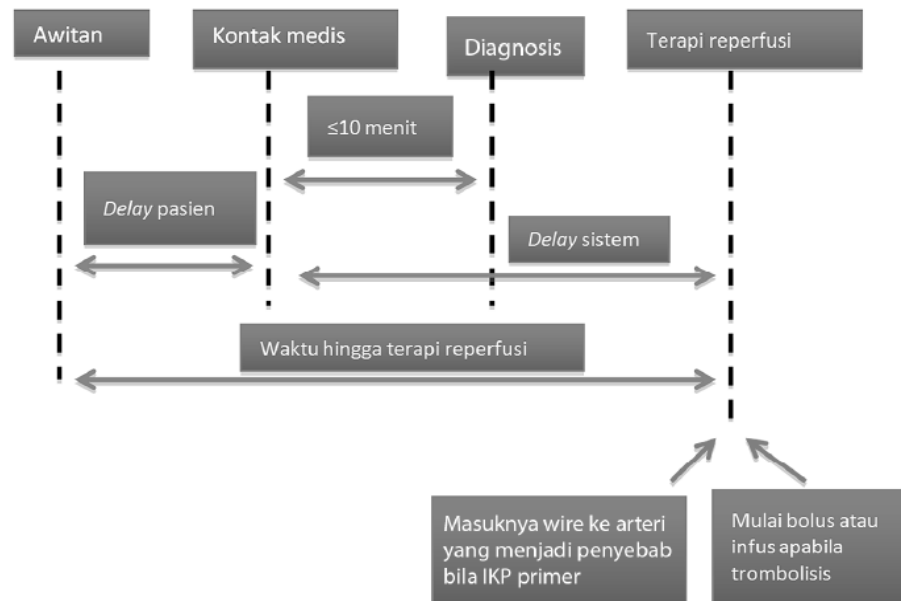 Awitan
Kontak medis
Diagnosis
Terapi reperfusi
≤10 menit
Delay pasien
Delay sistem
Waktu hingga terapi reperfusi
Masuknya wire ke arteri
yang menjadi penyebab
bila IKP primer
Mulai bolus atau
infus apabila
trombolisis